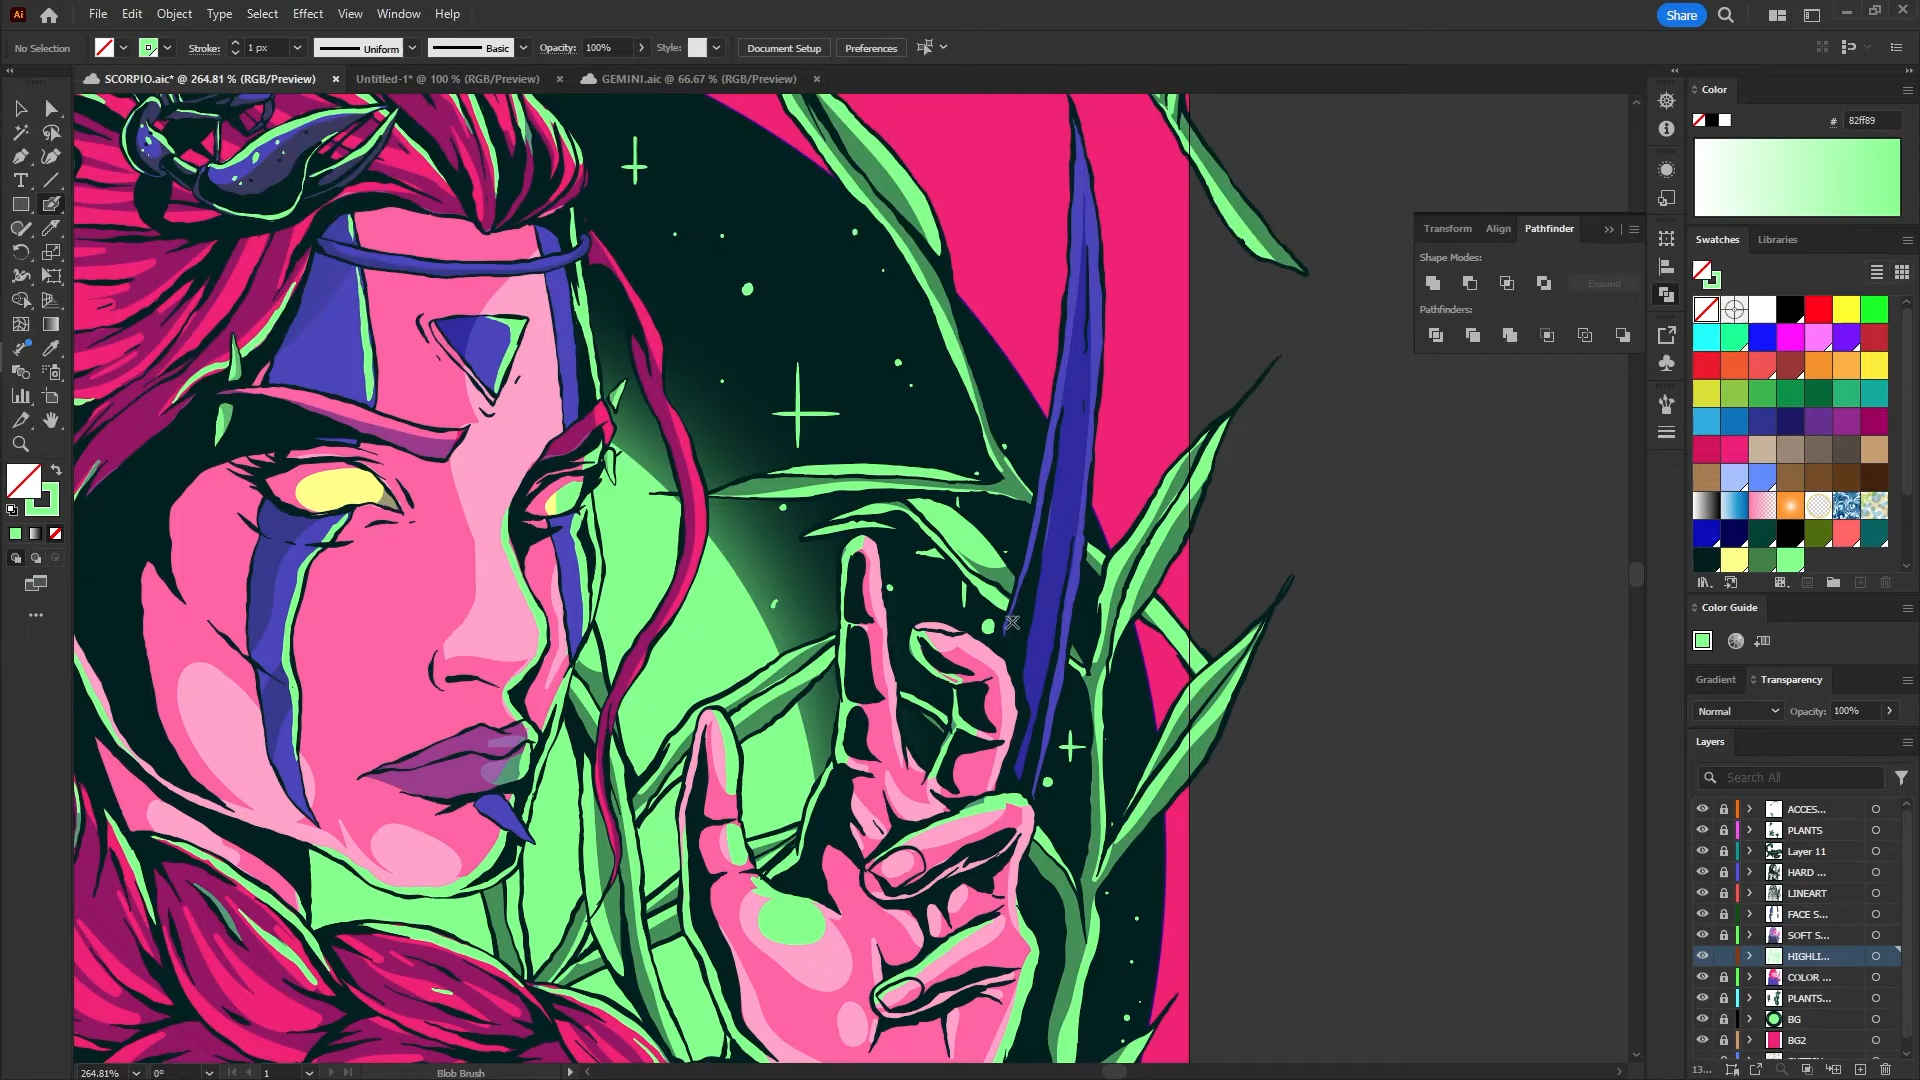 Ai File Edit Object Type Select Effect View Window Help Share
No Selection Stroke: 1 px Uniform Basic Opacity: 100% Style: Document Setup Preferences
SCORPIO.aic* @ 264.81 % (RGB/Preview) × Untitled-1* @ 100 % (RGB/Preview) × GEMINI.aic @ 66.67 % (RGB/Preview) ×
Color
# 82ff89
Transform Align Pathfinder
Shape Modes:
Expand
Pathfinders:
Swatches Libraries
Color Guide
Gradient Transparency
Normal Opacity: 100%
Layers
Search All
ACCES...
PLANTS
Layer 11
HARD ...
LINEART
FACE S...
SOFT S...
HIGHLI...
COLOR ...
PLANTS...
BG
BG2
13...
264.81% 0° 1 Blob Brush